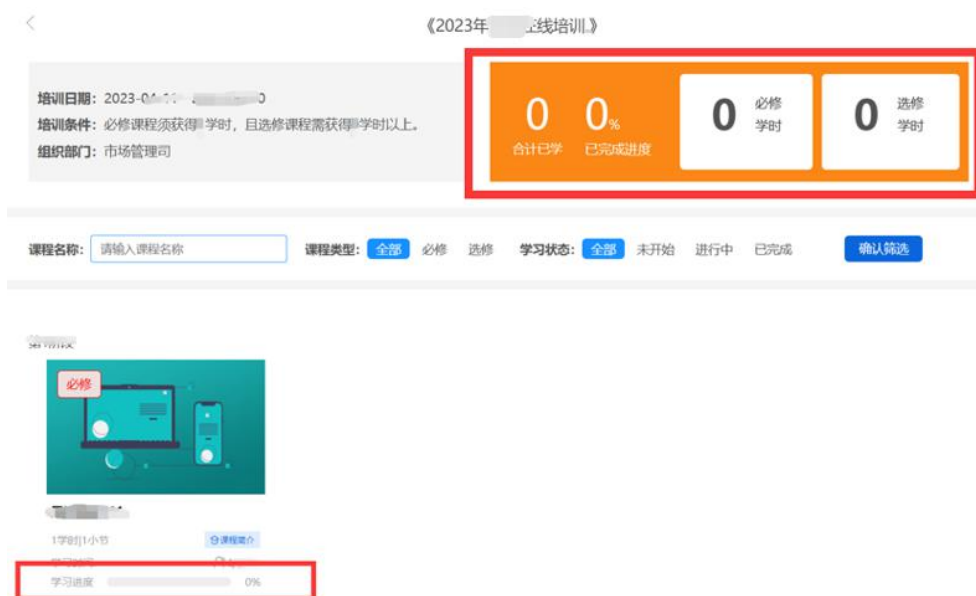 《2023年 在线培训》
培训日期：2023-0
培训条件：必修课程须获得 学时，且选修课程需获得 学时以上。
组织部门：市场管理司
0 0% 0 必修学时 0 选修学时
合计已学 已完成进度
课程名称： 请输入课程名称 课程类型： 全部 必修 选修 学习状态： 全部 未开始 进行中 已完成 确认筛选
必修
1学时|1小节 课程简介
学习时间
学习进度 0%